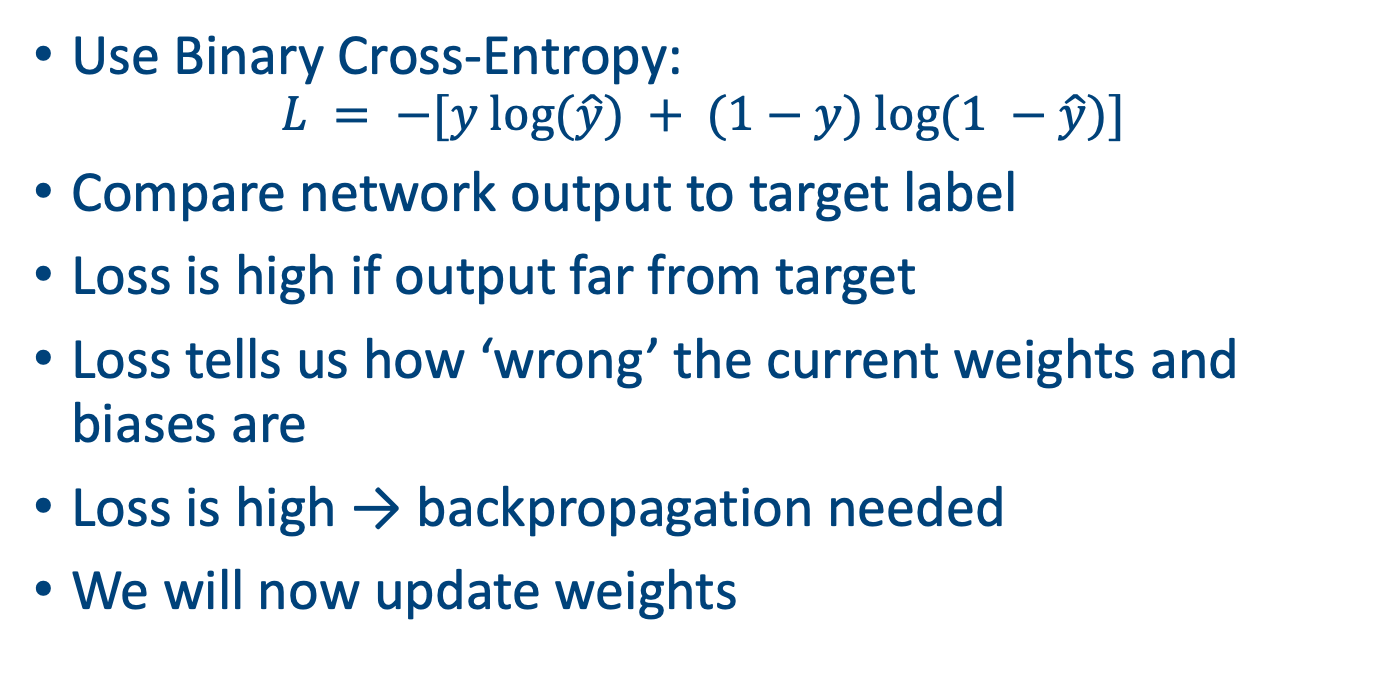 • Use Binary Cross-Entropy:
L = −[y log(ŷ) + (1 − y) log(1 − ŷ)]
• Compare network output to target label
• Loss is high if output far from target
• Loss tells us how ‘wrong’ the current weights and
biases are
• Loss is high → backpropagation needed
• We will now update weights